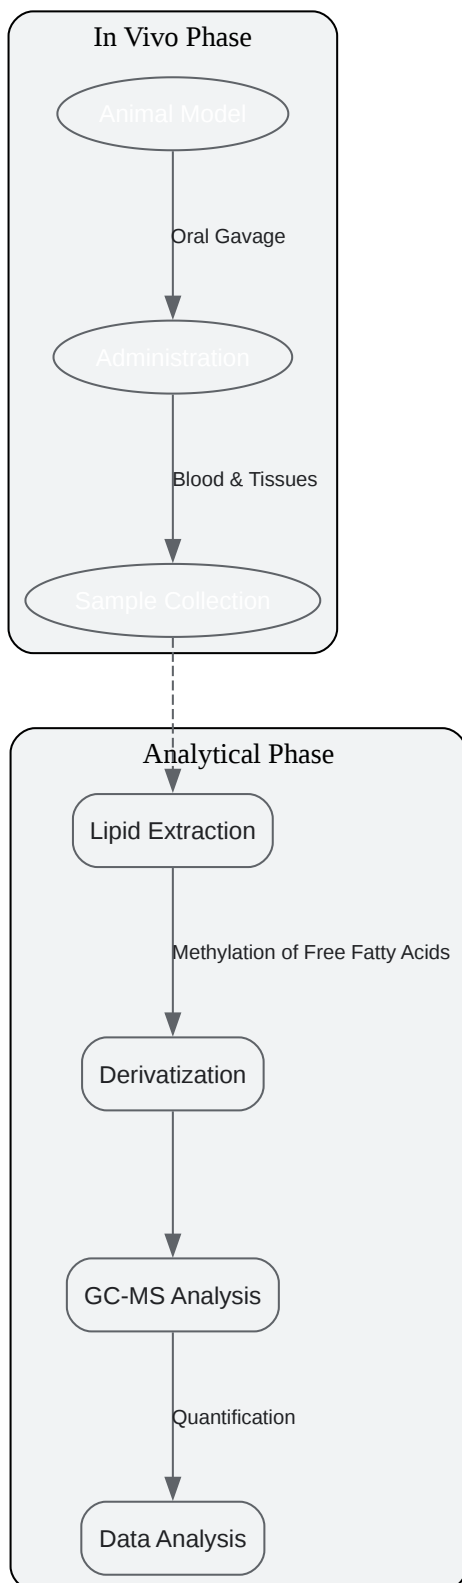 In Vivo Phase
Animal Model
Oral Gavage
Administration
Blood & Tissues
Sample Collection
Analytical Phase
Lipid Extraction
Methylation of Free Fatty Acids
Derivatization
GC-MS Analysis
Quantification
Data Analysis